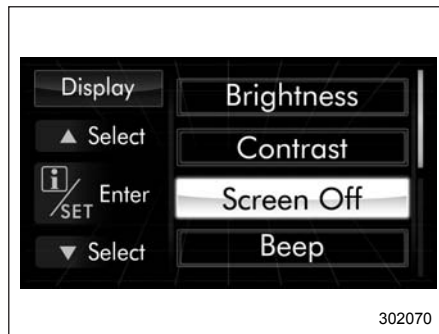 Display
▲ Select
i/SET Enter
▼ Select
Brightness
Contrast
Screen Off
Beep
302070